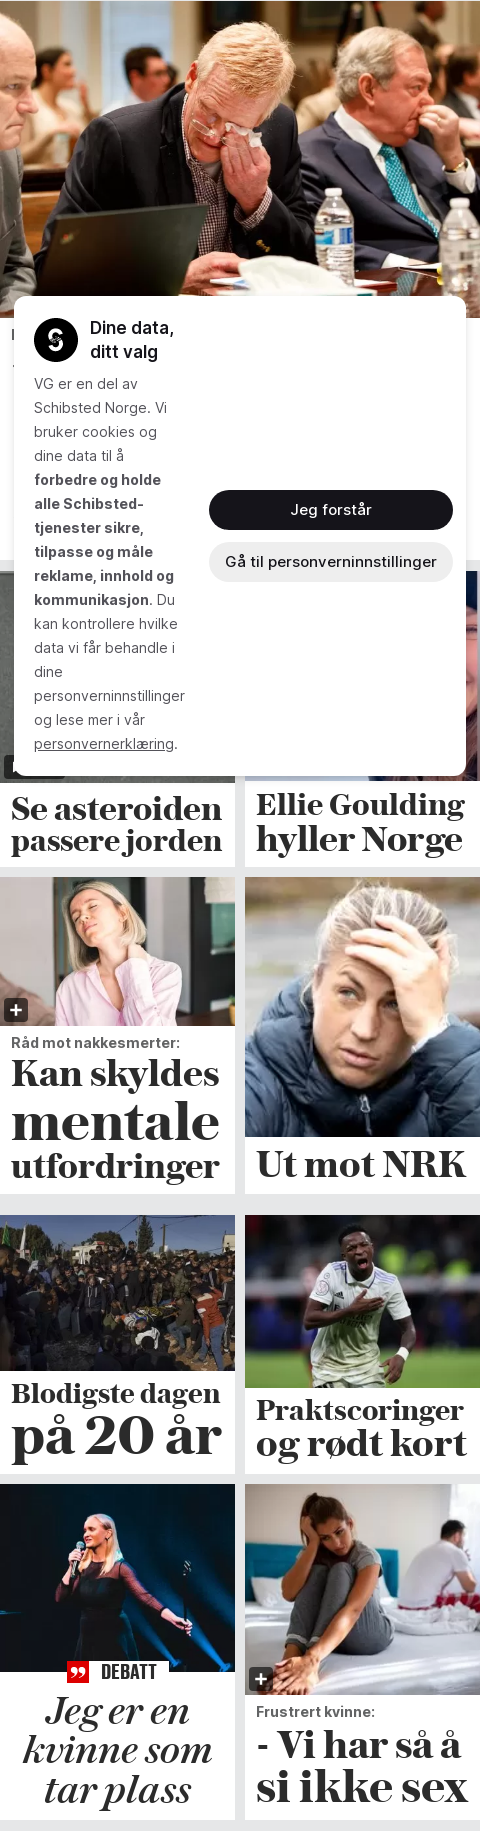 Dine data,
ditt valg
VG er en del av
Schibsted Norge. Vi
bruker cookies og
dine data til å
forbedre og holde
alle Schibsted-
tjenester sikre,
tilpasse og måle
reklame, innhold og
kommunikasjon. Du
kan kontrollere hvilke
data vi får behandle i
dine
personverninnstillinger
og lese mer i vår
personvernerklæring.
Jeg forstår
Gå til personverninnstillinger
Se asteroiden
passere jorden
Ellie Goulding
hyller Norge
Råd mot nakkesmerter:
Kan skyldes
mentale
utfordringer
Ut mot NRK
Blodigste dagen
på 20 år
Praktscoringer
og rødt kort
DEBATT
Jeg er en
kvinne som
tar plass
Frustrert kvinne:
- Vi har så å
si ikke sex